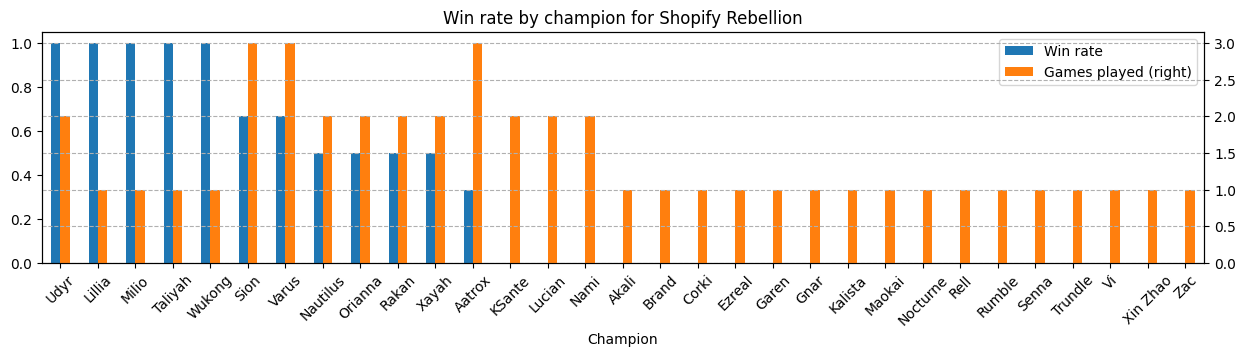 Win rate by champion for Shopify Rebellion
Win rate
Games played (right)
1.0
0.8
0.6
0.4
0.2
0.0
3.0
2.5
2.0
1.5
1.0
0.5
0.0
Udyr
Lillia
Milio
Taliyah
Wukong
Sion
Varus
Nautilus
Orianna
Rakan
Xayah
Aatrox
KSante
Lucian
Nami
Akali
Brand
Corki
Ezreal
Garen
Gnar
Kalista
Maokai
Nocturne
Rell
Rumble
Senna
Trundle
Vi
Xin Zhao
Zac
Champion